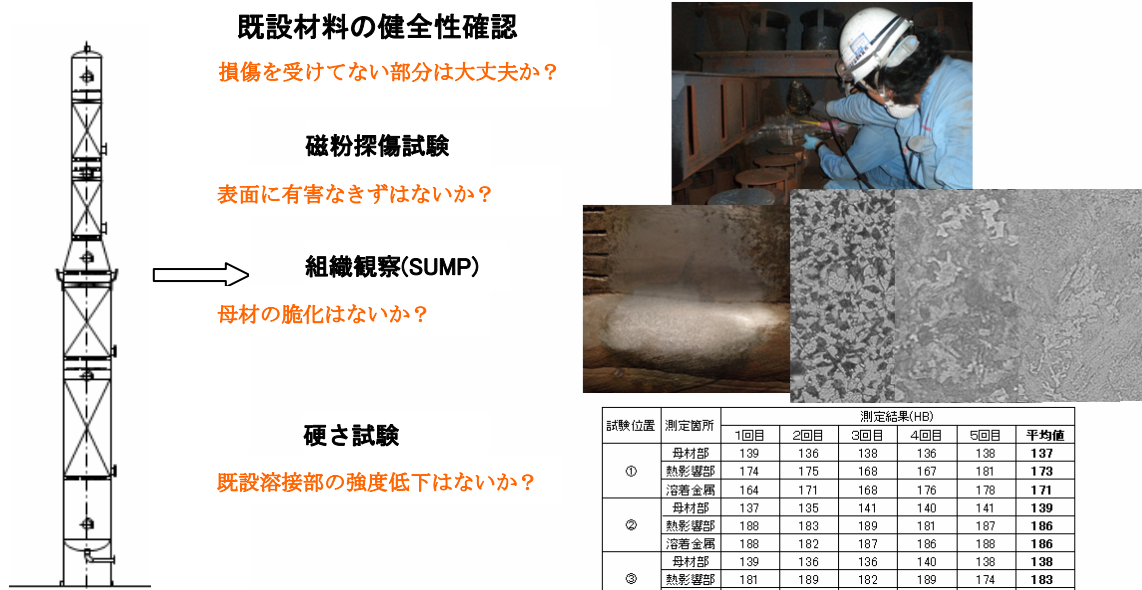 既設材料の健全性確認
損傷を受けてない部分は大丈夫か？
磁粉探傷試験
表面に有害なきずはないか？
組織観察(SUMP)
母材の脆化はないか？
硬さ試験
既設溶接部の強度低下はないか？
試験位置 測定箇所 測定結果(HB)
1回目 2回目 3回目 4回目 5回目 平均値
① 母材部 139 136 138 136 138 137
熱影響部 174 175 168 167 181 173
溶着金属 164 171 168 176 178 171
② 母材部 137 135 141 140 141 139
熱影響部 188 183 189 181 187 186
溶着金属 188 182 187 186 188 186
③ 母材部 139 136 136 140 138 138
熱影響部 181 189 182 189 174 183